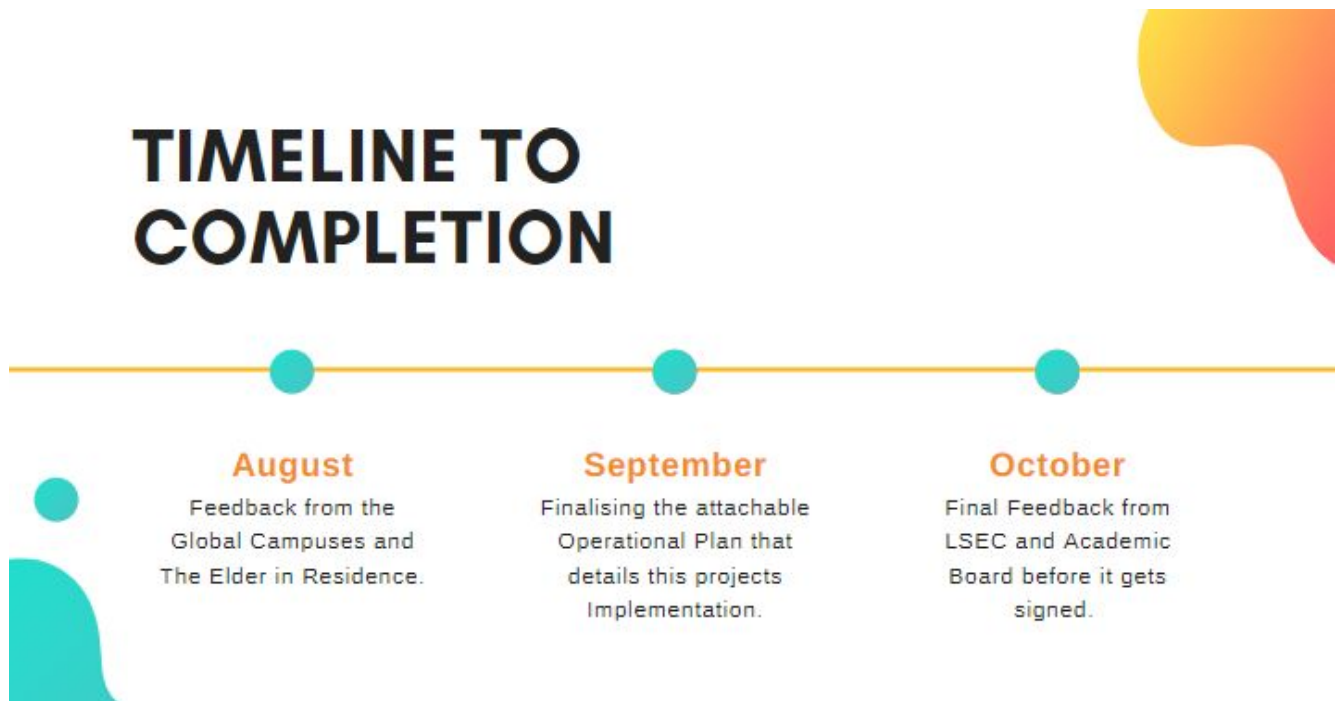 TIMELINE TO
COMPLETION
August
Feedback from the
Global Campuses and
The Elder in Residence.
September
Finalising the attachable
Operational Plan that
details this projects
Implementation.
October
Final Feedback from
LSEC and Academic
Board before it gets
signed.